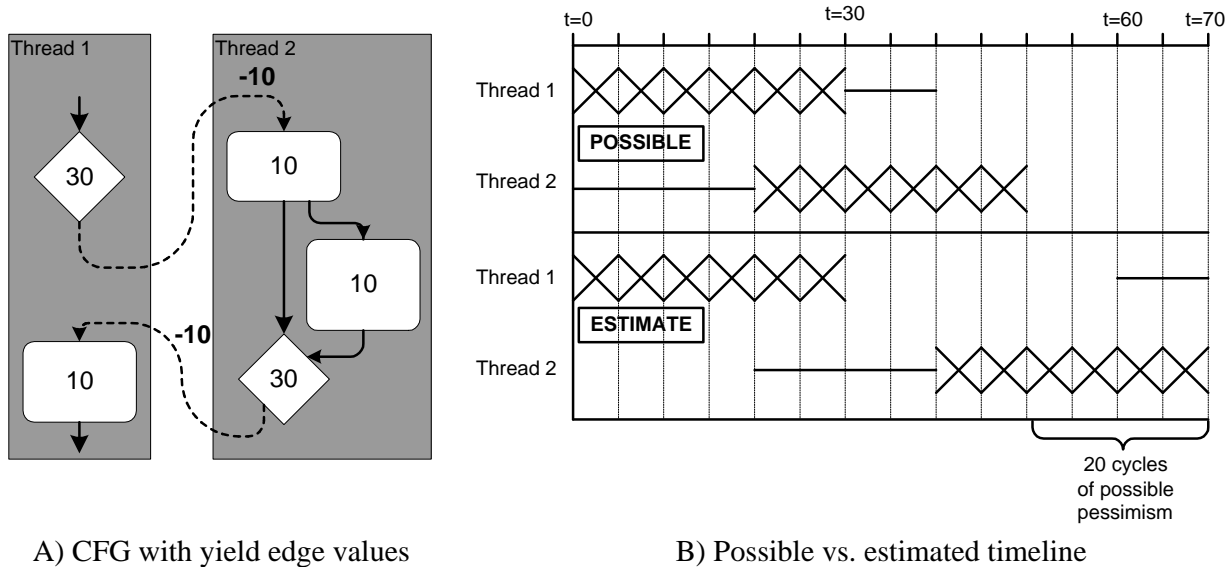 Thread 1
Thread 2
-10
30
10
10
-10
10
30
t=0
t=30
t=60
t=70
Thread 1
POSSIBLE
Thread 2
Thread 1
ESTIMATE
Thread 2
20 cycles
of possible
pessimism
A) CFG with yield edge values
B) Possible vs. estimated timeline